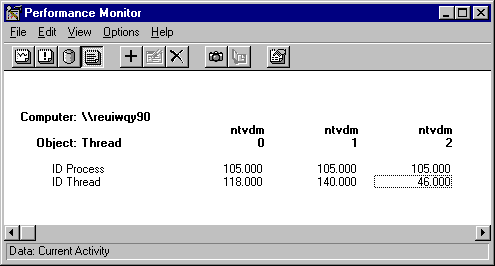 Performance Monitor
File Edit View Options Help
Computer: \\reuiwqy90
ntvdm ntvdm ntvdm
Object: Thread 0 1 2
ID Process 105.000 105.000 105.000
ID Thread 118.000 140.000 46.000
Data: Current Activity